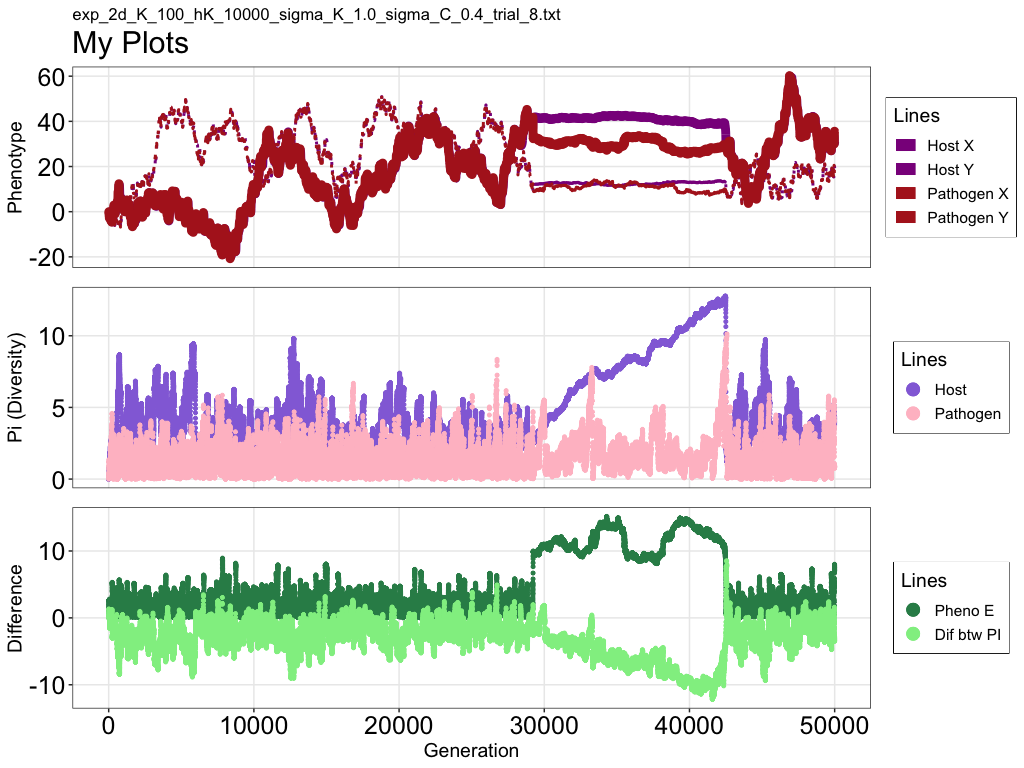 exp_2d_K_100_hK_10000_sigma_K_1.0_sigma_C_0.4_trial_8.txt
My Plots
Phenotype
60
40
20
0
-20
Lines
Host X
Host Y
Pathogen X
Pathogen Y
Pi (Diversity)
10
5
0
Lines
Host
Pathogen
Difference
10
0
-10
Lines
Pheno E
Dif btw PI
0
10000
20000
30000
40000
50000
Generation